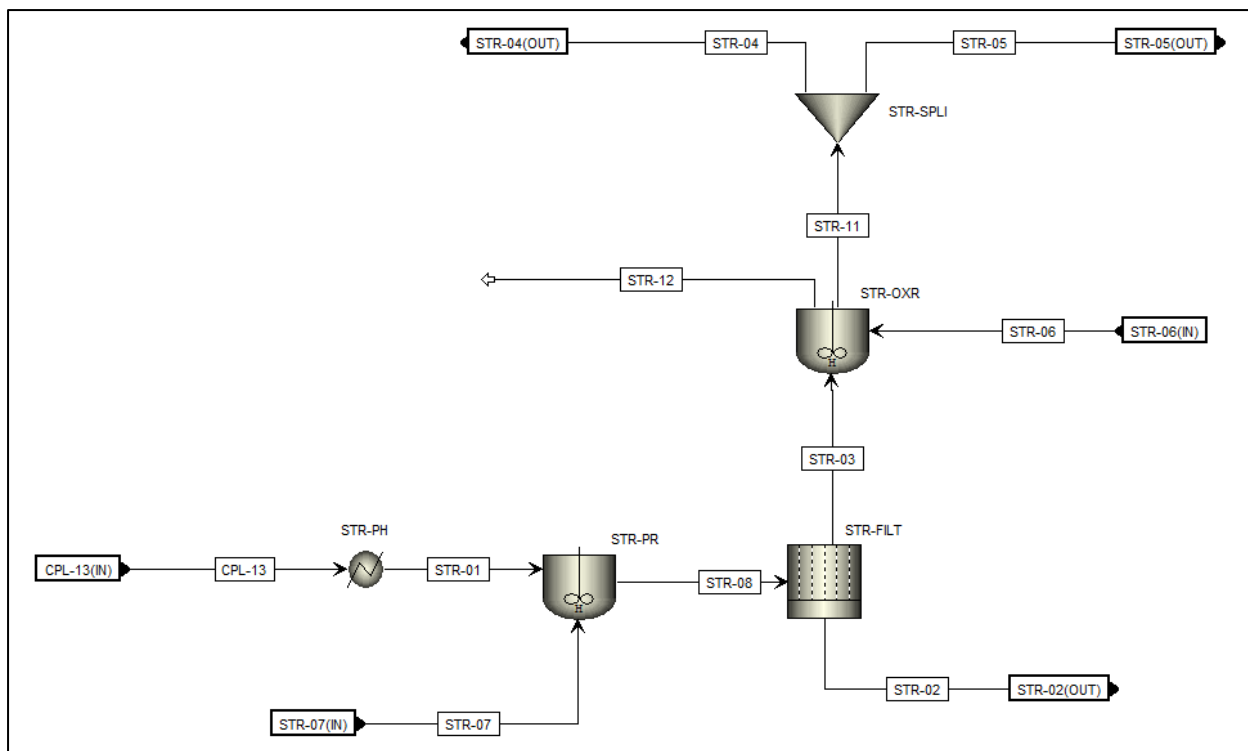 STR-04(OUT)
STR-04
STR-05
STR-05(OUT)
STR-SPLI
STR-11
STR-12
STR-OXR
STR-06
STR-06(IN)
H
STR-03
STR-PH
STR-PR
STR-FILT
CPL-13(IN)
CPL-13
STR-01
STR-08
H
STR-02
STR-02(OUT)
STR-07(IN)
STR-07